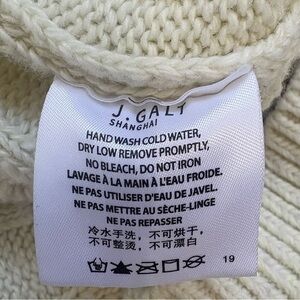 J. GALT
SHANGHAI
HAND WASH COLD WATER,
DRY LOW REMOVE PROMPTLY,
NO BLEACH, DO NOT IRON
LAVAGE À LA MAIN À L'EAU FROIDE.
NE PAS UTILISER D'EAU DE JAVEL.
NE PAS METTRE AU SÈCHE-LINGE
NE PAS REPASSER
冷水手洗，不可烘干，
不可整烫，不可漂白
19